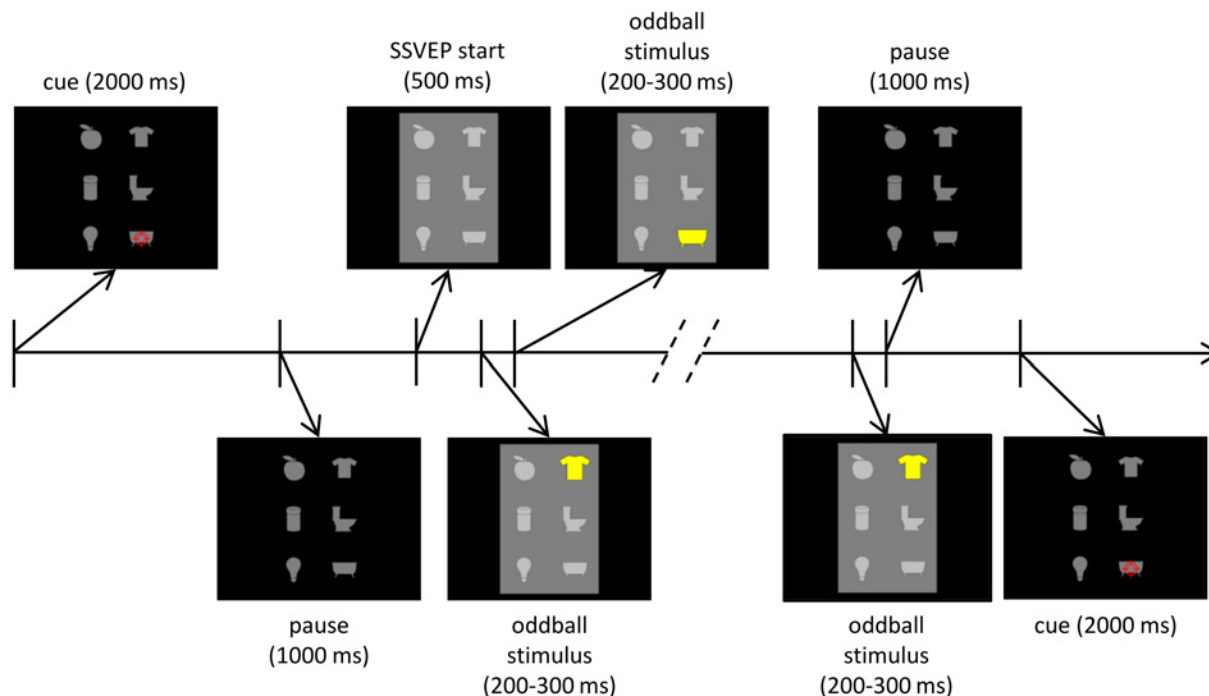 cue (2000 ms)
SSVEP start
(500 ms)
oddball
stimulus
(200-300 ms)
pause
(1000 ms)
pause
(1000 ms)
oddball
stimulus
(200-300 ms)
oddball
stimulus
(200-300 ms)
cue (2000 ms)